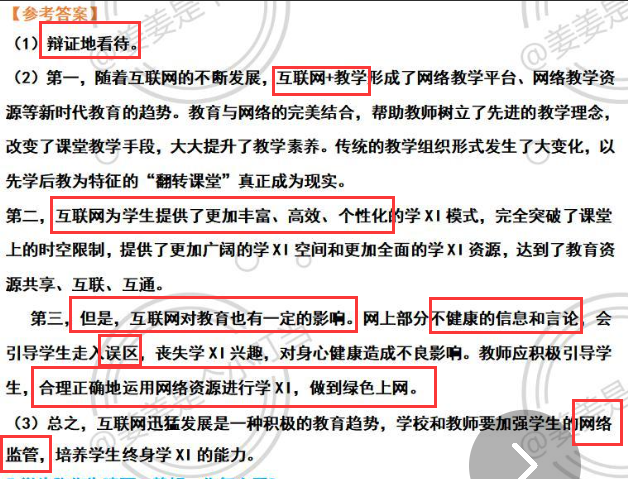 【参考答案】
（1）辩证地看待。
（2）第一，随着互联网的不断发展，互联网+教学形成了网络教学平台、网络教学资
源等新时代教育的趋势。教育与网络的完美结合，帮助教师树立了先进的教学理念，
改变了课堂教学手段，大大提升了教学素养。传统的教学组织形式发生了大变化，以
先学后教为特征的“翻转课堂”真正成为现实。
第二，互联网为学生提供了更加丰富、高效、个性化的学XI模式，完全突破了课堂
上的时空限制，提供了更加广阔的学XI空间和更加全面的学XI资源，达到了教育资
源共享、互联、互通。
第三，但是，互联网对教育也有一定的影响。网上部分不健康的信息和言论，会
引导学生走入误区，丧失学XI兴趣，对身心健康造成不良影响。教师应积极引导学
生，合理正确地运用网络资源进行学XI，做到绿色上网。
（3）总之，互联网迅猛发展是一种积极的教育趋势，学校和教师要加强学生的网络
监管，培养学生终身学XI的能力。